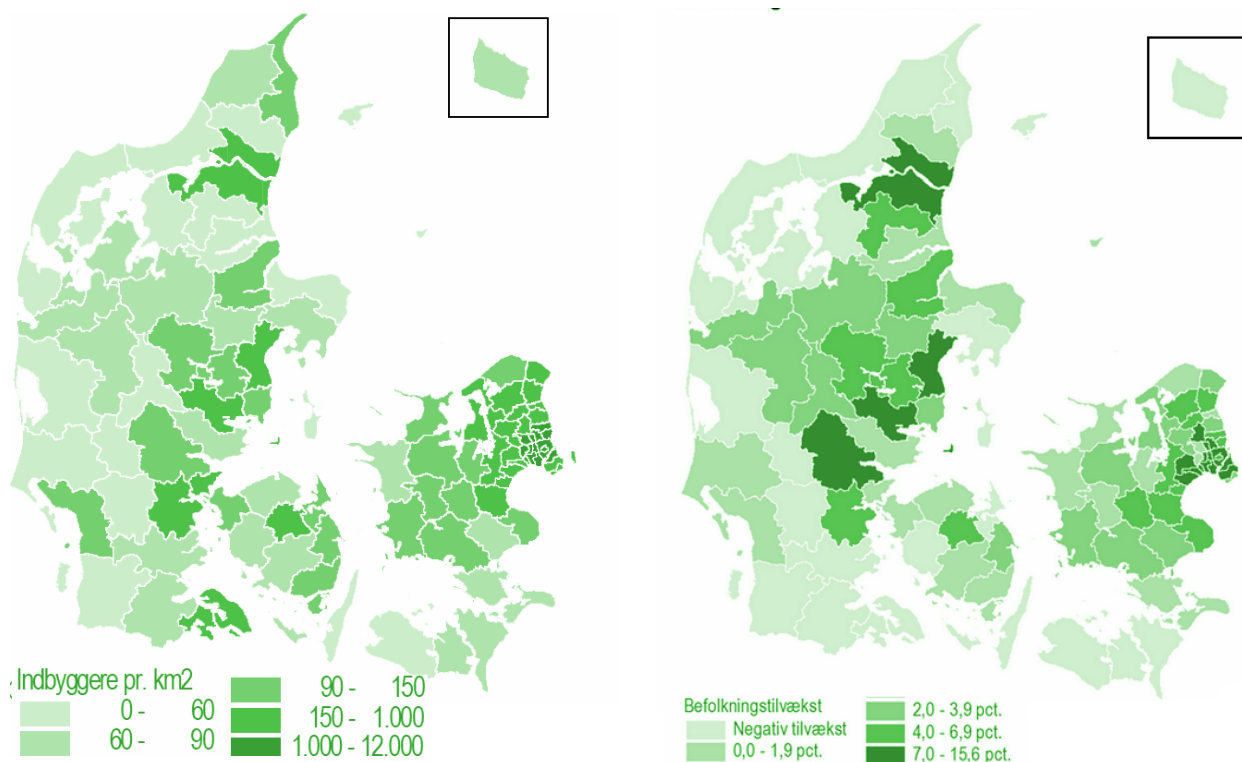 Indbyggere pr. km2
0 - 60
60 - 90
90 - 150
150 - 1.000
1.000 - 12.000
Befolkningstilvækst
Negativ tilvækst
0,0 - 1,9 pct.
2,0 - 3,9 pct.
4,0 - 6,9 pct.
7,0 - 15,6 pct.